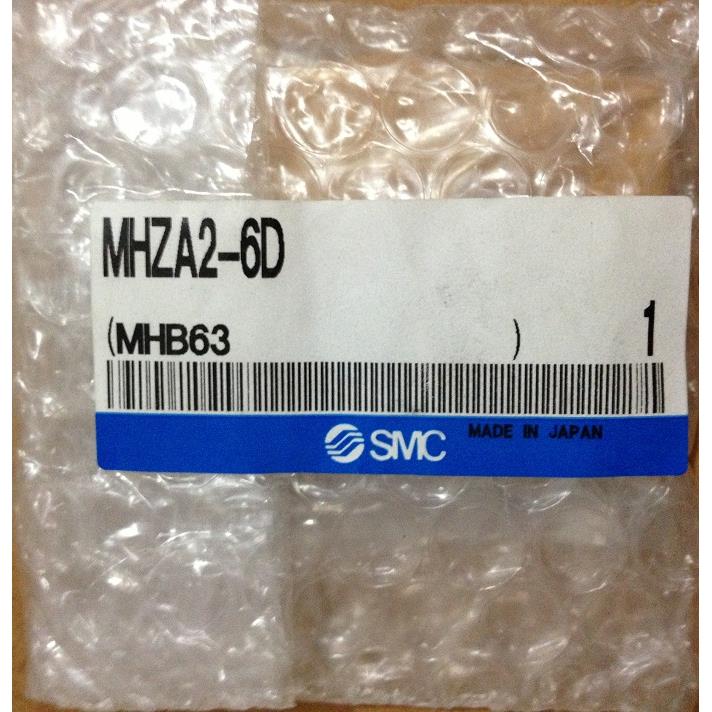 MHZA2-6D
(MHB63 ) 1
SMC MADE IN JAPAN